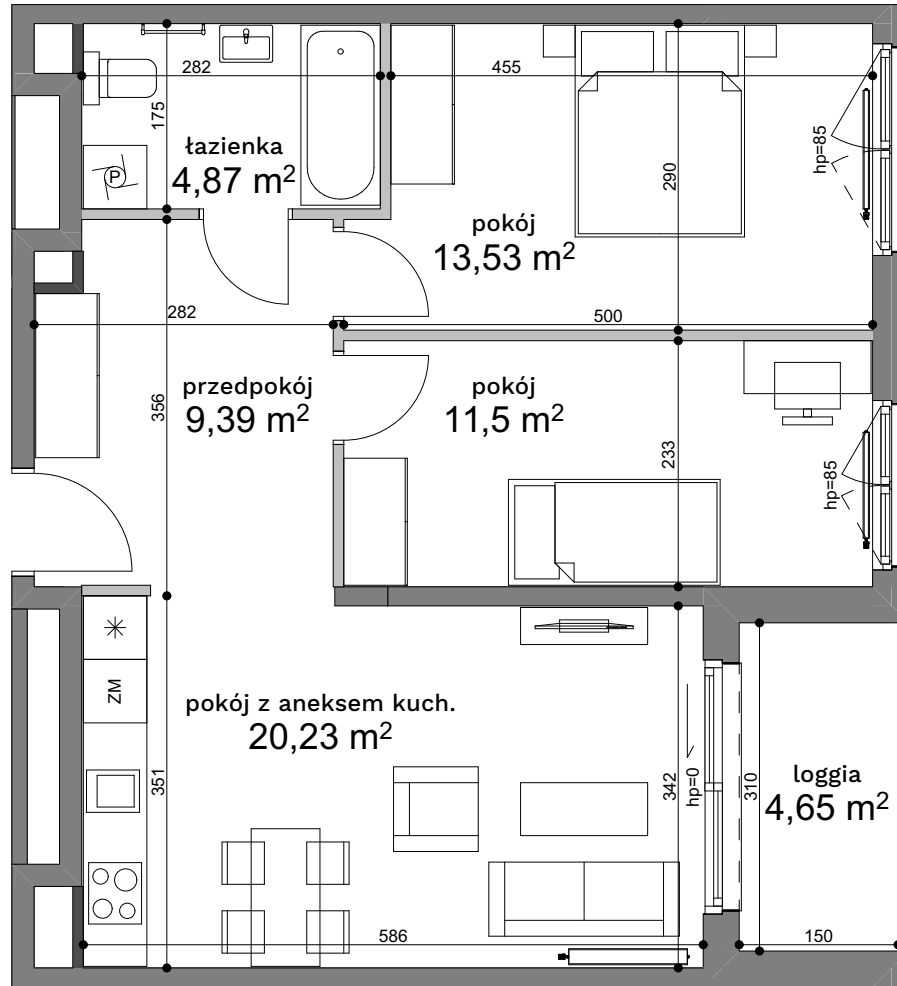 282
455
175
łazienka
4,87 m²
P
290
hp=85
pokój
13,53 m²
282
500
przedpokój
9,39 m²
356
pokój
11,5 m²
233
hp=85
ZM
pokój z aneksem kuch.
20,23 m²
351
342
hp=0
310
loggia
4,65 m²
586
150